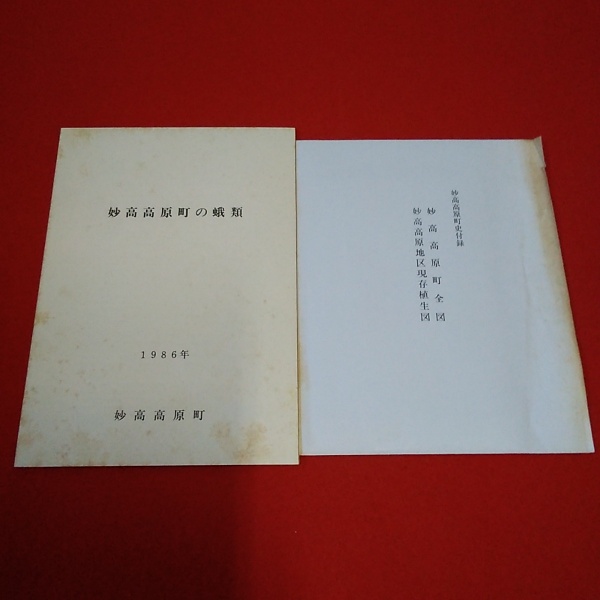 妙高高原町の蛾類
1986年
妙高高原町
妙高高原町史付録
妙高高原町全図
妙高高原地区現存植生図